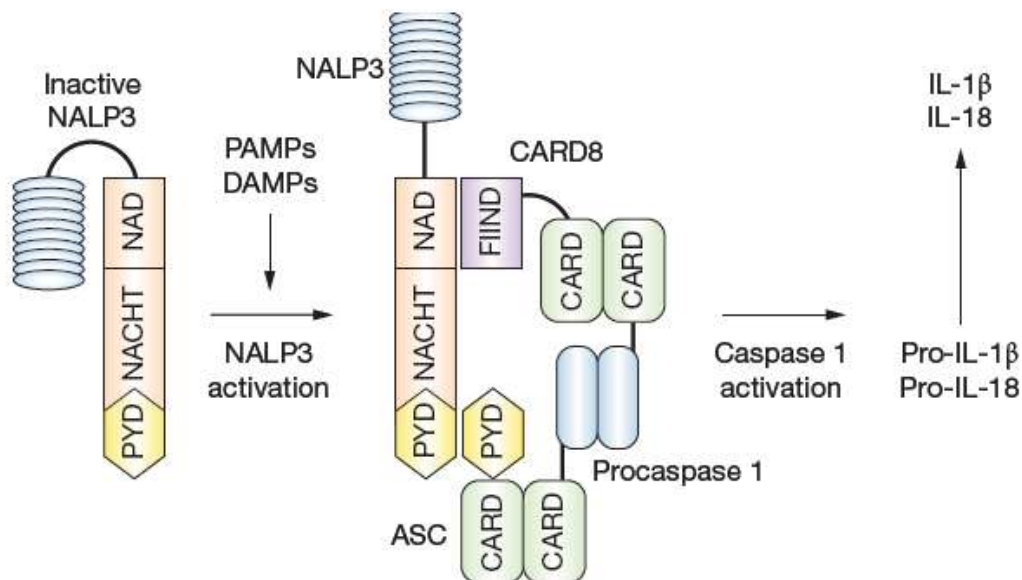 Inactive
NALP3
NAD
NACHT
PYD
PAMPs
DAMPs
NALP3
activation
NALP3
NAD
NACHT
PYD
FIIND
CARD8
CARD
CARD
PYD
ASC
CARD
CARD
Procaspase 1
Caspase 1
activation
IL-1β
IL-18
Pro-IL-1β
Pro-IL-18